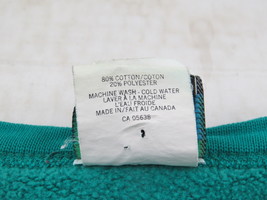 80% COTTON/COTON
20% POLYESTER
MACHINE WASH - COLD WATER
LAVER À LA MACHINE
L'EAU FROIDE
MADE IN/FAIT AU CANADA
CA 05638